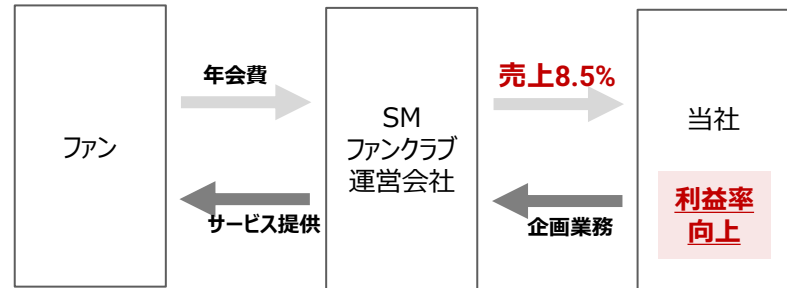 ファン
年会費
サービス提供
SM
ファンクラブ
運営会社
売上8.5%
企画業務
当社
利益率
向上